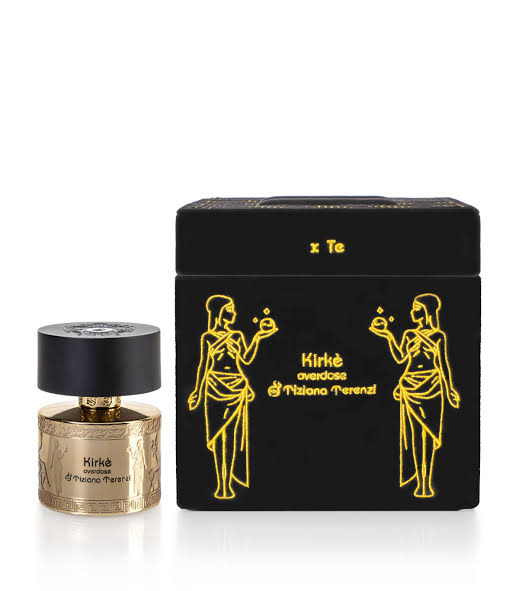 x Te
Kirkè
overdose
Tiziana Terenzi
Kirkè
overdose
Tiziana Terenzi